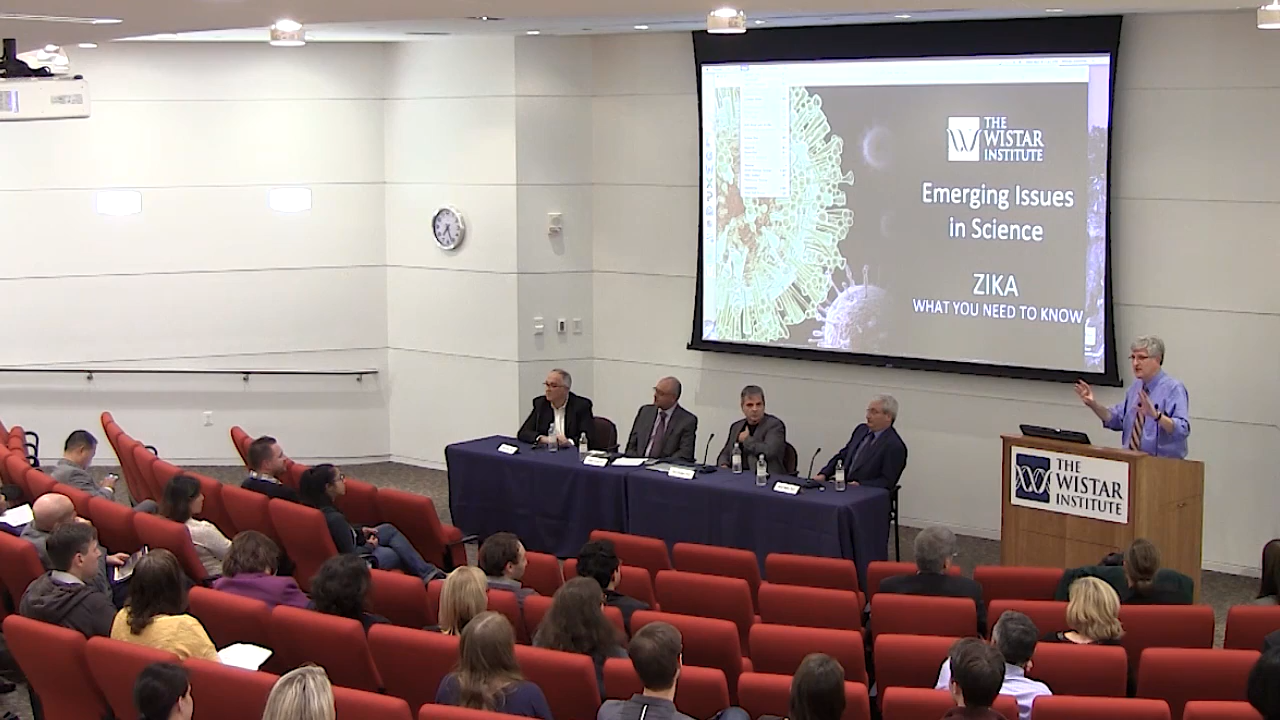 THE
WISTAR
INSTITUTE
Emerging Issues
in Science
ZIKA
WHAT YOU NEED TO KNOW
THE
WISTAR
INSTITUTE